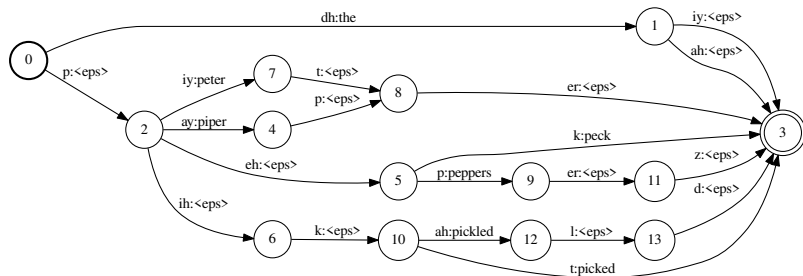 dh:the
1
iy:<eps>
ah:<eps>
0
p:<eps>
iy:peter
7
t:<eps>
8
er:<eps>
2
ay:piper
4
p:<eps>
3
eh:<eps>
5
k:peck
p:peppers
9
er:<eps>
11
z:<eps>
ih:<eps>
6
k:<eps>
10
ah:pickled
12
l:<eps>
13
d:<eps>
t:picked